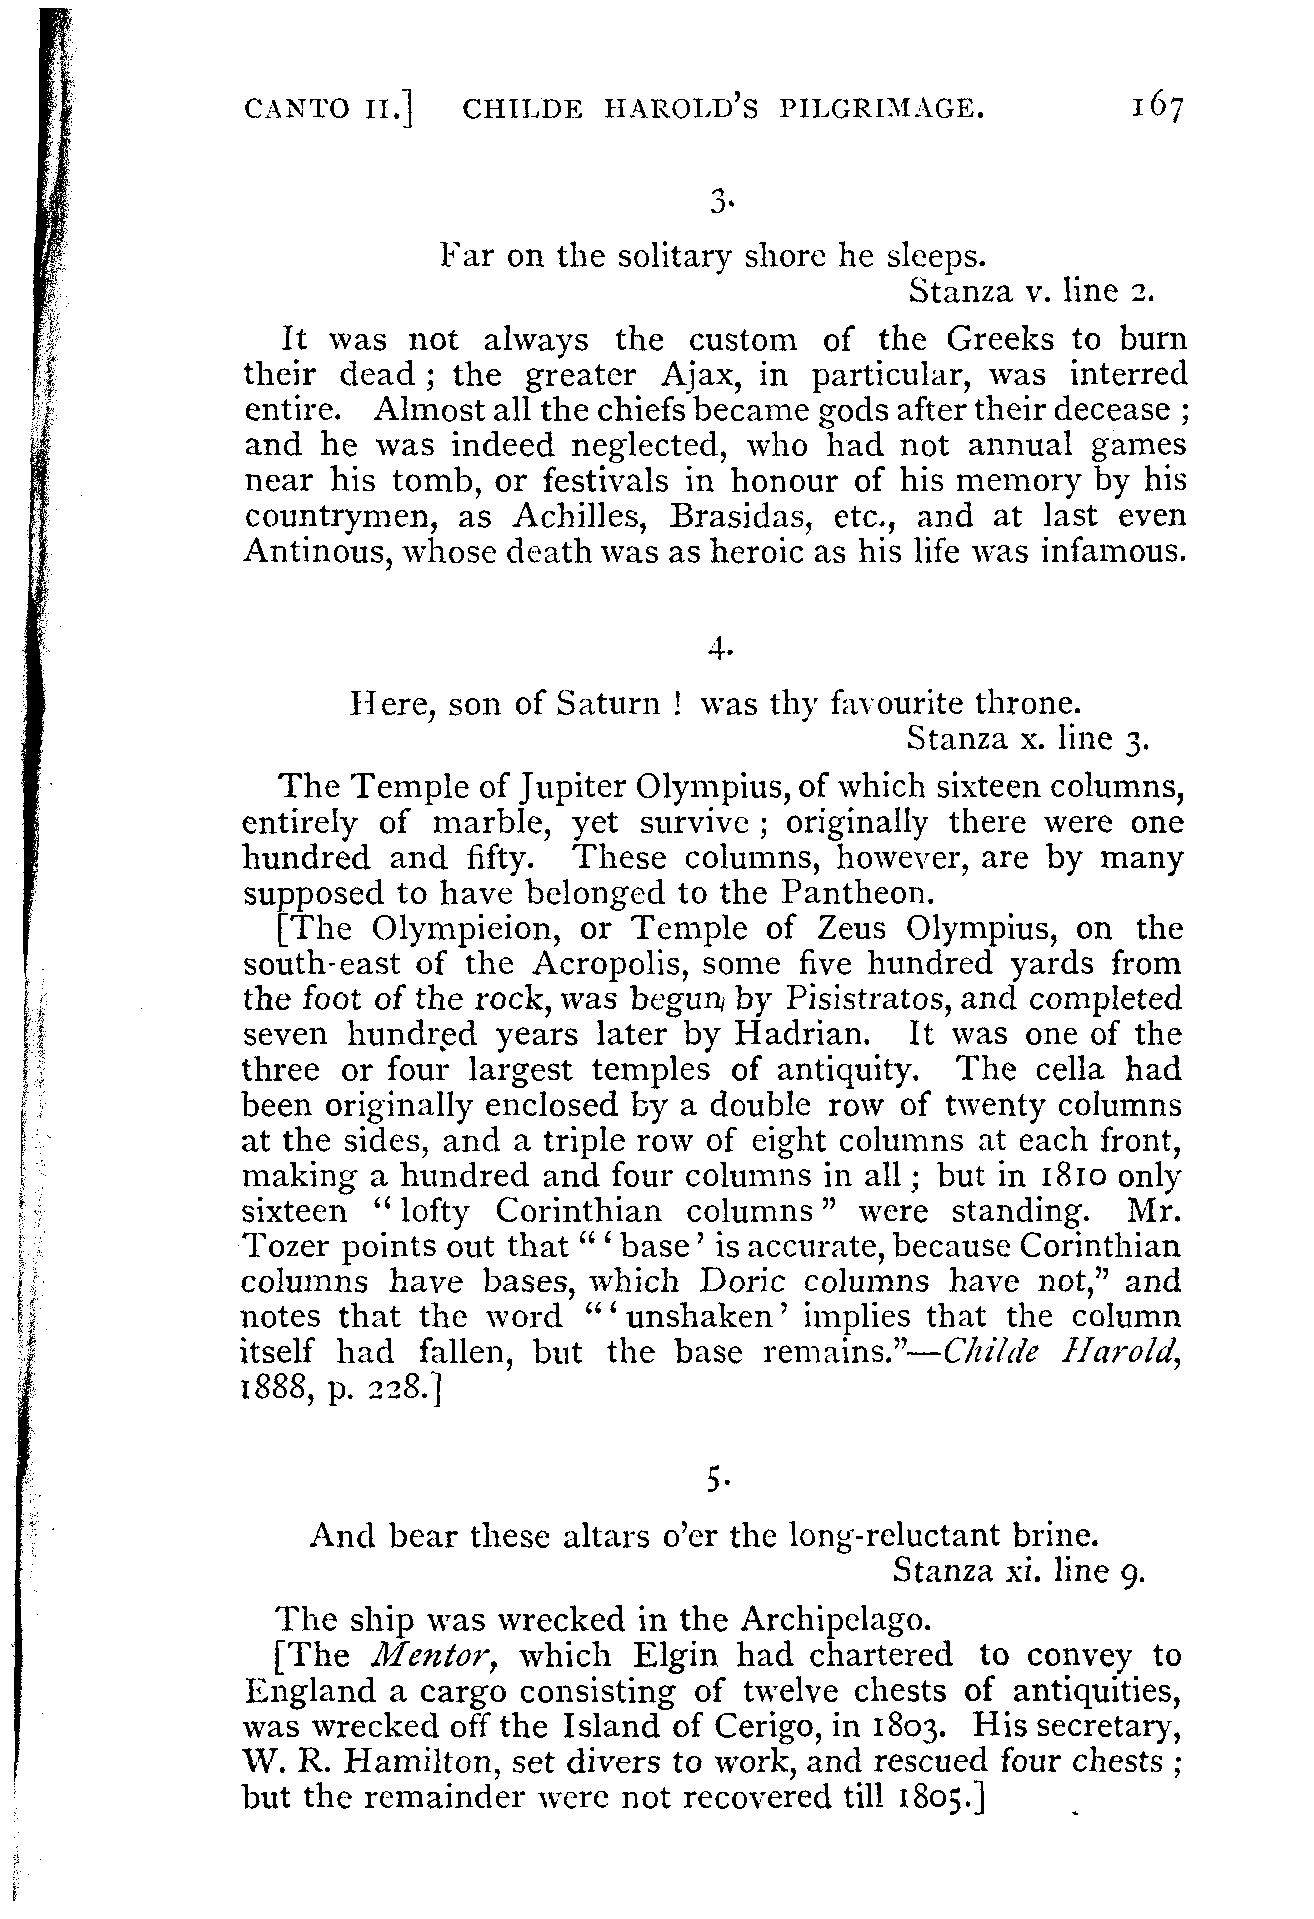 CANTO II.] CHILDE HAROLD'S PILGRIMAGE. 167
3.
Far on the solitary shore he sleeps.
Stanza v. line 2.
It was not always the custom of the Greeks to burn
their dead ; the greater Ajax, in particular, was interred
entire. Almost all the chiefs became gods after their decease ;
and he was indeed neglected, who had not annual games
near his tomb, or festivals in honour of his memory by his
countrymen, as Achilles, Brasidas, etc., and at last even
Antinous, whose death was as heroic as his life was infamous.
4.
Here, son of Saturn ! was thy favourite throne.
Stanza x. line 3.
The Temple of Jupiter Olympius, of which sixteen columns,
entirely of marble, yet survive ; originally there were one
hundred and fifty. These columns, however, are by many
supposed to have belonged to the Pantheon.
[The Olympieion, or Temple of Zeus Olympius, on the
south-east of the Acropolis, some five hundred yards from
the foot of the rock, was begun by Pisistratos, and completed
seven hundred years later by Hadrian. It was one of the
three or four largest temples of antiquity. The cella had
been originally enclosed by a double row of twenty columns
at the sides, and a triple row of eight columns at each front,
making a hundred and four columns in all ; but in 1810 only
sixteen "lofty Corinthian columns" were standing. Mr.
Tozer points out that "'base' is accurate, because Corinthian
columns have bases, which Doric columns have not," and
notes that the word "'unshaken' implies that the column
itself had fallen, but the base remains."—Childe Harold,
1888, p. 228.]
5.
And bear these altars o'er the long-reluctant brine.
Stanza xi. line 9.
The ship was wrecked in the Archipelago.
[The Mentor, which Elgin had chartered to convey to
England a cargo consisting of twelve chests of antiquities,
was wrecked off the Island of Cerigo, in 1803. His secretary,
W. R. Hamilton, set divers to work, and rescued four chests ;
but the remainder were not recovered till 1805.]